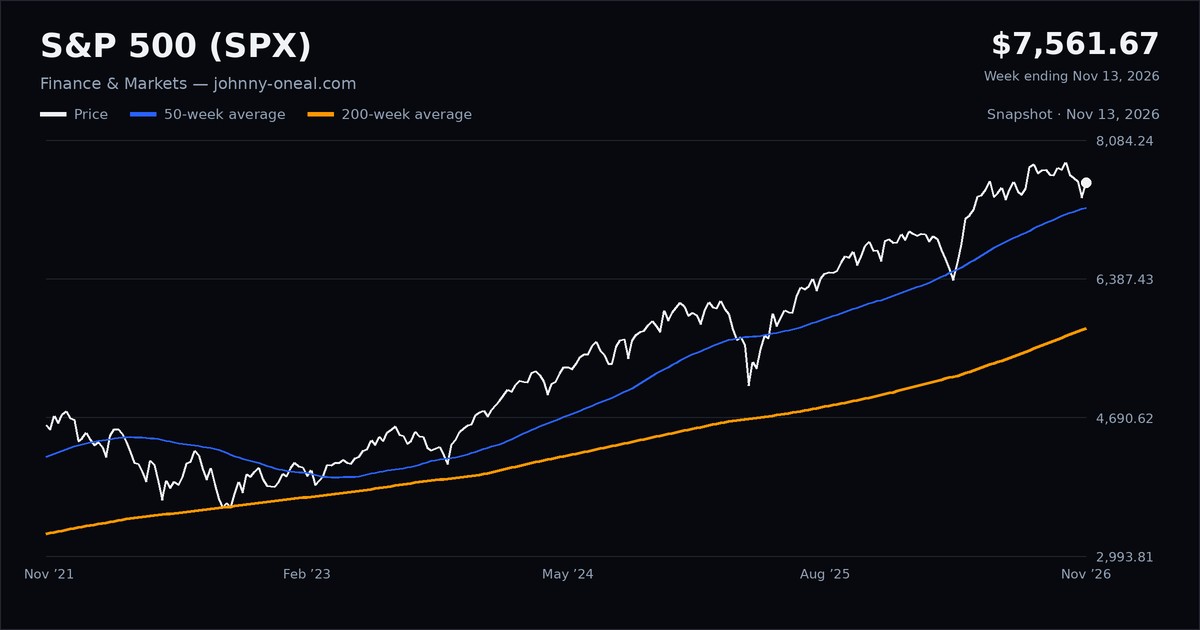 S&P 500 (SPX)
$7,561.67
Finance & Markets — johnny-oneal.com
Week ending Nov 13, 2026
Price
50-week average
200-week average
Snapshot · Nov 13, 2026
8,084.24
6,387.43
4,690.62
2,993.81
Nov ’21
Feb ’23
May ’24
Aug ’25
Nov ’26